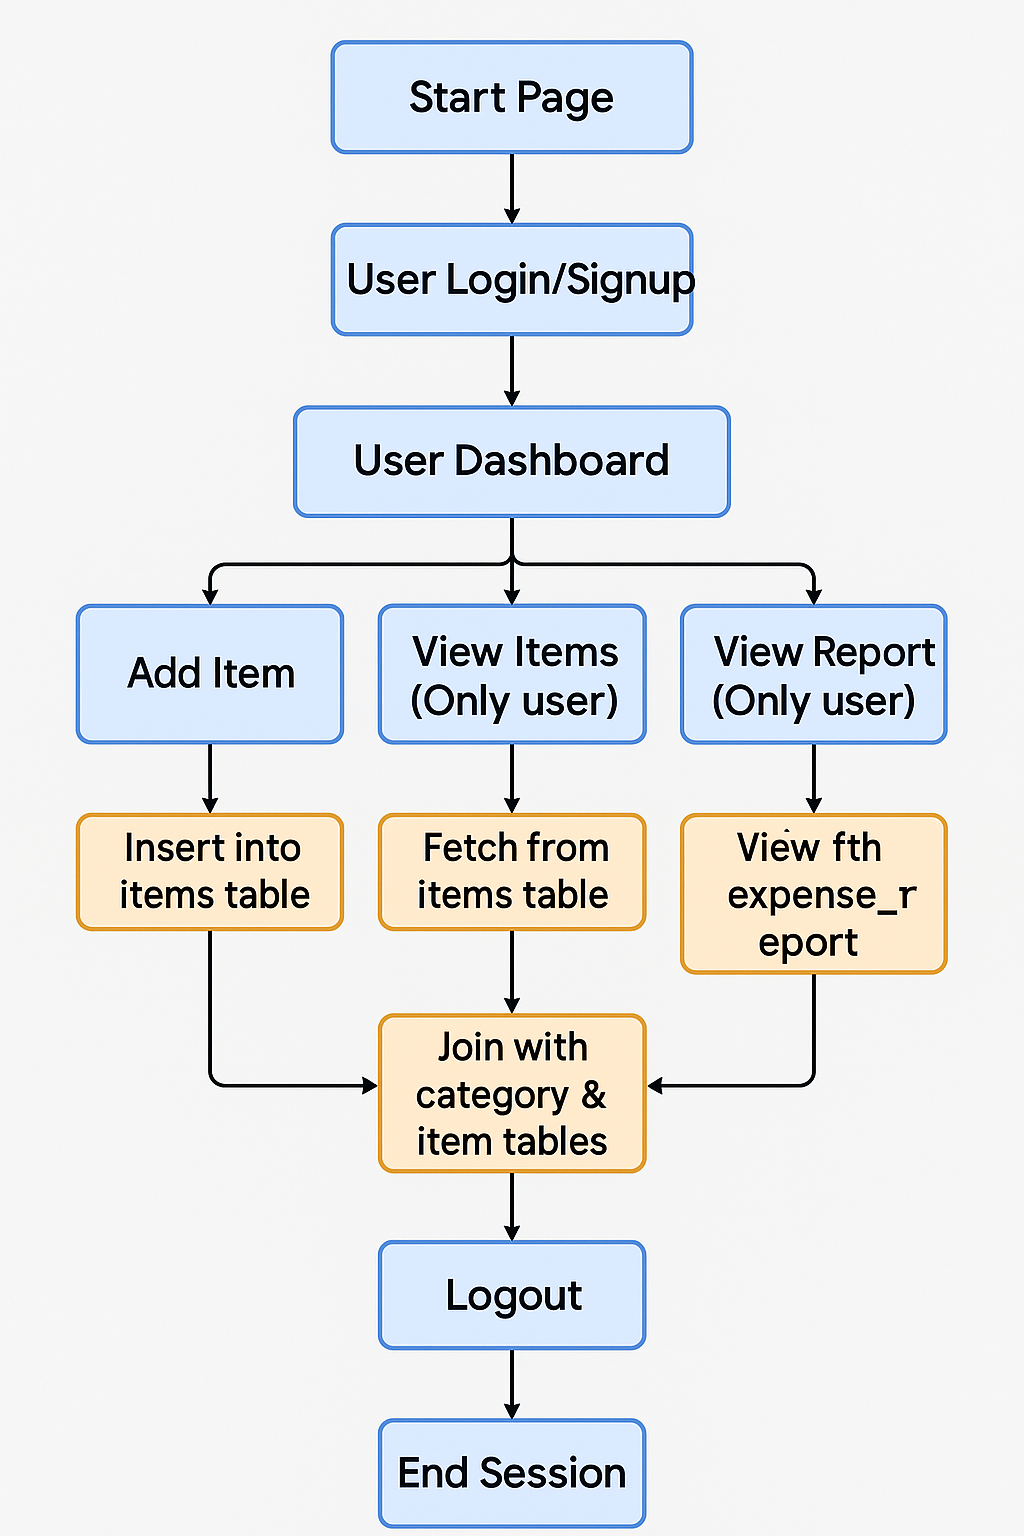 Start Page
User Login/Signup
User Dashboard
Add Item
View Items
(Only user)
View Report
(Only user)
Insert into
items table
Fetch from
items table
View fth
expense_r
eport
Join with
category &
item tables
Logout
End Session